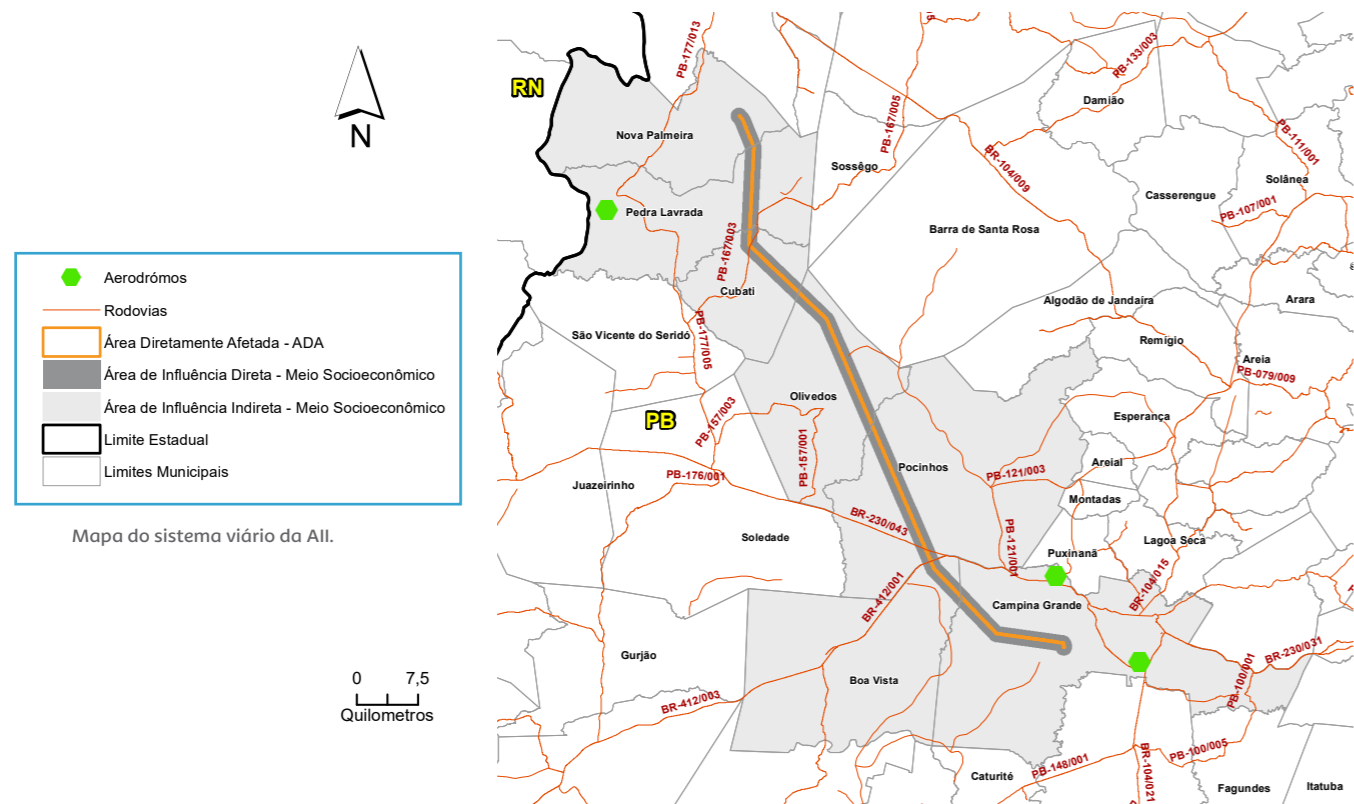 N
Aerodrómos
Rodovias
Área Diretamente Afetada - ADA
Área de Influência Direta - Meio Socioeconômico
Área de Influência Indireta - Meio Socioeconômico
Limite Estadual
Limites Municipais
Mapa do sistema viário da AII.
0 7,5
Quilometros
RN
PB-177/013
Nova Palmeira
Pedra Lavrada
PB-167/003
Cubati
São Vicente do Seridó
PB-177/005
PB
PB-157/003
PB-157/001
Olivedos
Juazeirinho
PB-176/001
Soledade
BR-230/043
Pocinhos
PB-121/003
PB-121/001
BR-412/001
Gurjão
BR-412/003
Boa Vista
Campina Grande
Caturité
PB-148/001
Sossêgo
PB-167/005
BR-104/009
Barra de Santa Rosa
Damião
RB-133/003
PB-111/001
Solânea
Casserengue
PB-107/001
Algodão de Jandaíra
Arara
Remígio
Areia
PB-079/009
Esperança
Areial
Montadas
Puxinanã
Lagoa Seca
BR-104/015
BR-230/031
PB-100/001
PB-100/005
BR-104/021
Fagundes
Itatuba